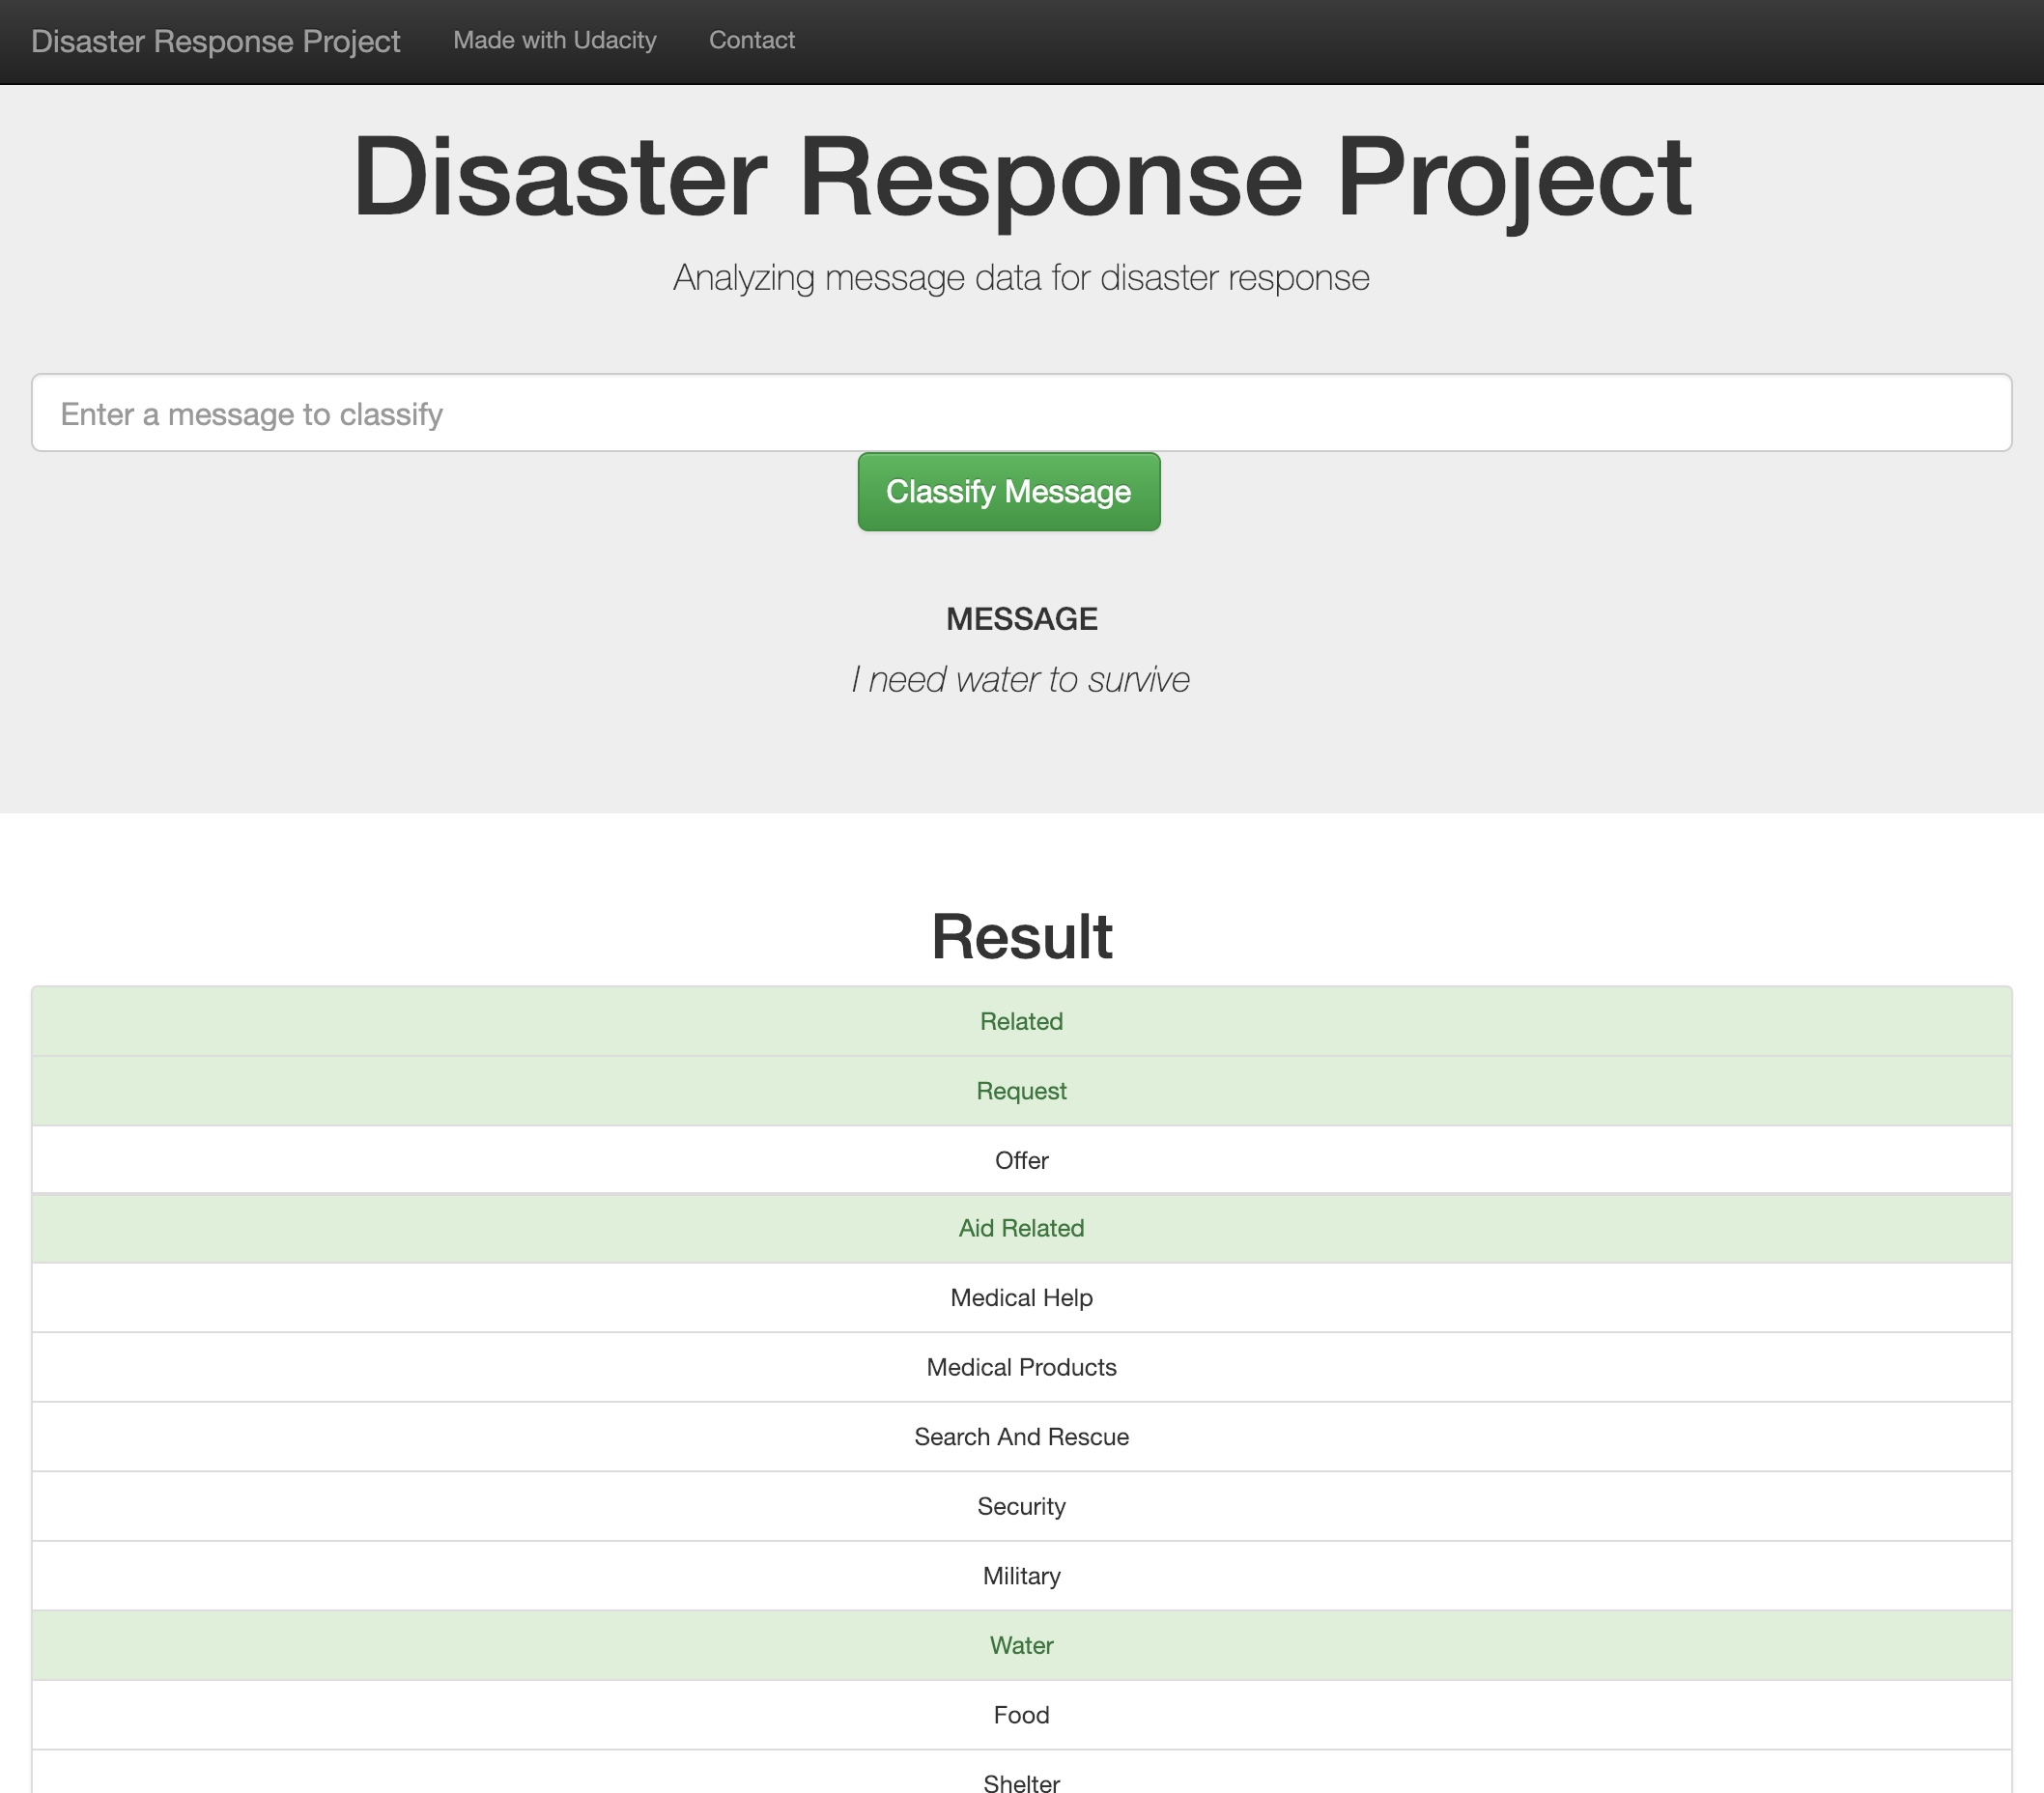 Disaster Response Project Made with Udacity Contact
Disaster Response Project
Analyzing message data for disaster response
Enter a message to classify
Classify Message
MESSAGE
I need water to survive
Result
Related
Request
Offer
Aid Related
Medical Help
Medical Products
Search And Rescue
Security
Military
Water
Food
Shelter